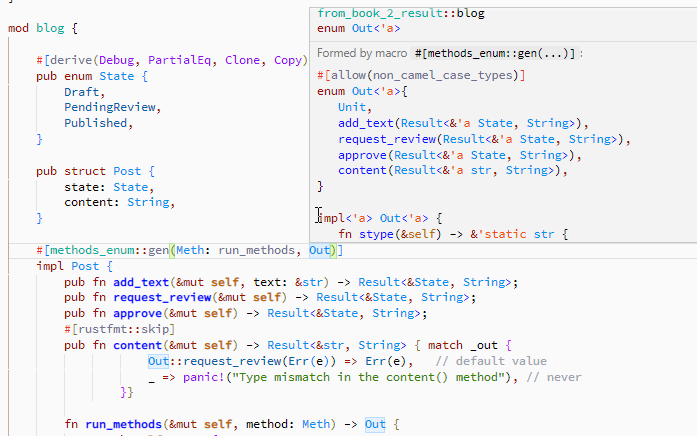 mod blog {
#[derive(Debug, PartialEq, Clone, Copy)
pub enum State {
Draft,
PendingReview,
Published,
}
pub struct Post {
state: State,
content: String,
}
#[methods_enum::gen(Meth: run_methods, Out)]
impl Post {
pub fn add_text(&mut self, text: &str) -> Result<&State, String>;
pub fn request_review(&mut self) -> Result<&State, String>;
pub fn approve(&mut self) -> Result<&State, String>;
#[rustfmt::skip]
pub fn content(&mut self) -> Result<&str, String> { match _out {
Out::request_review(Err(e)) => Err(e),   // default value
_ => panic!("Type mismatch in the content() method"), // never
}}
fn run_methods(&mut self, method: Meth) -> Out {
from_book_2_result::blog
enum Out<'a>
Formed by macro #[methods_enum::gen(...)]:
#[allow(non_camel_case_types)]
enum Out<'a>{
Unit,
add_text(Result<&'a State, String>),
request_review(Result<&'a State, String>),
approve(Result<&'a State, String>),
content(Result<&'a str, String>),
}
impl<'a> Out<'a> {
fn stype(&self) -> &'static str {